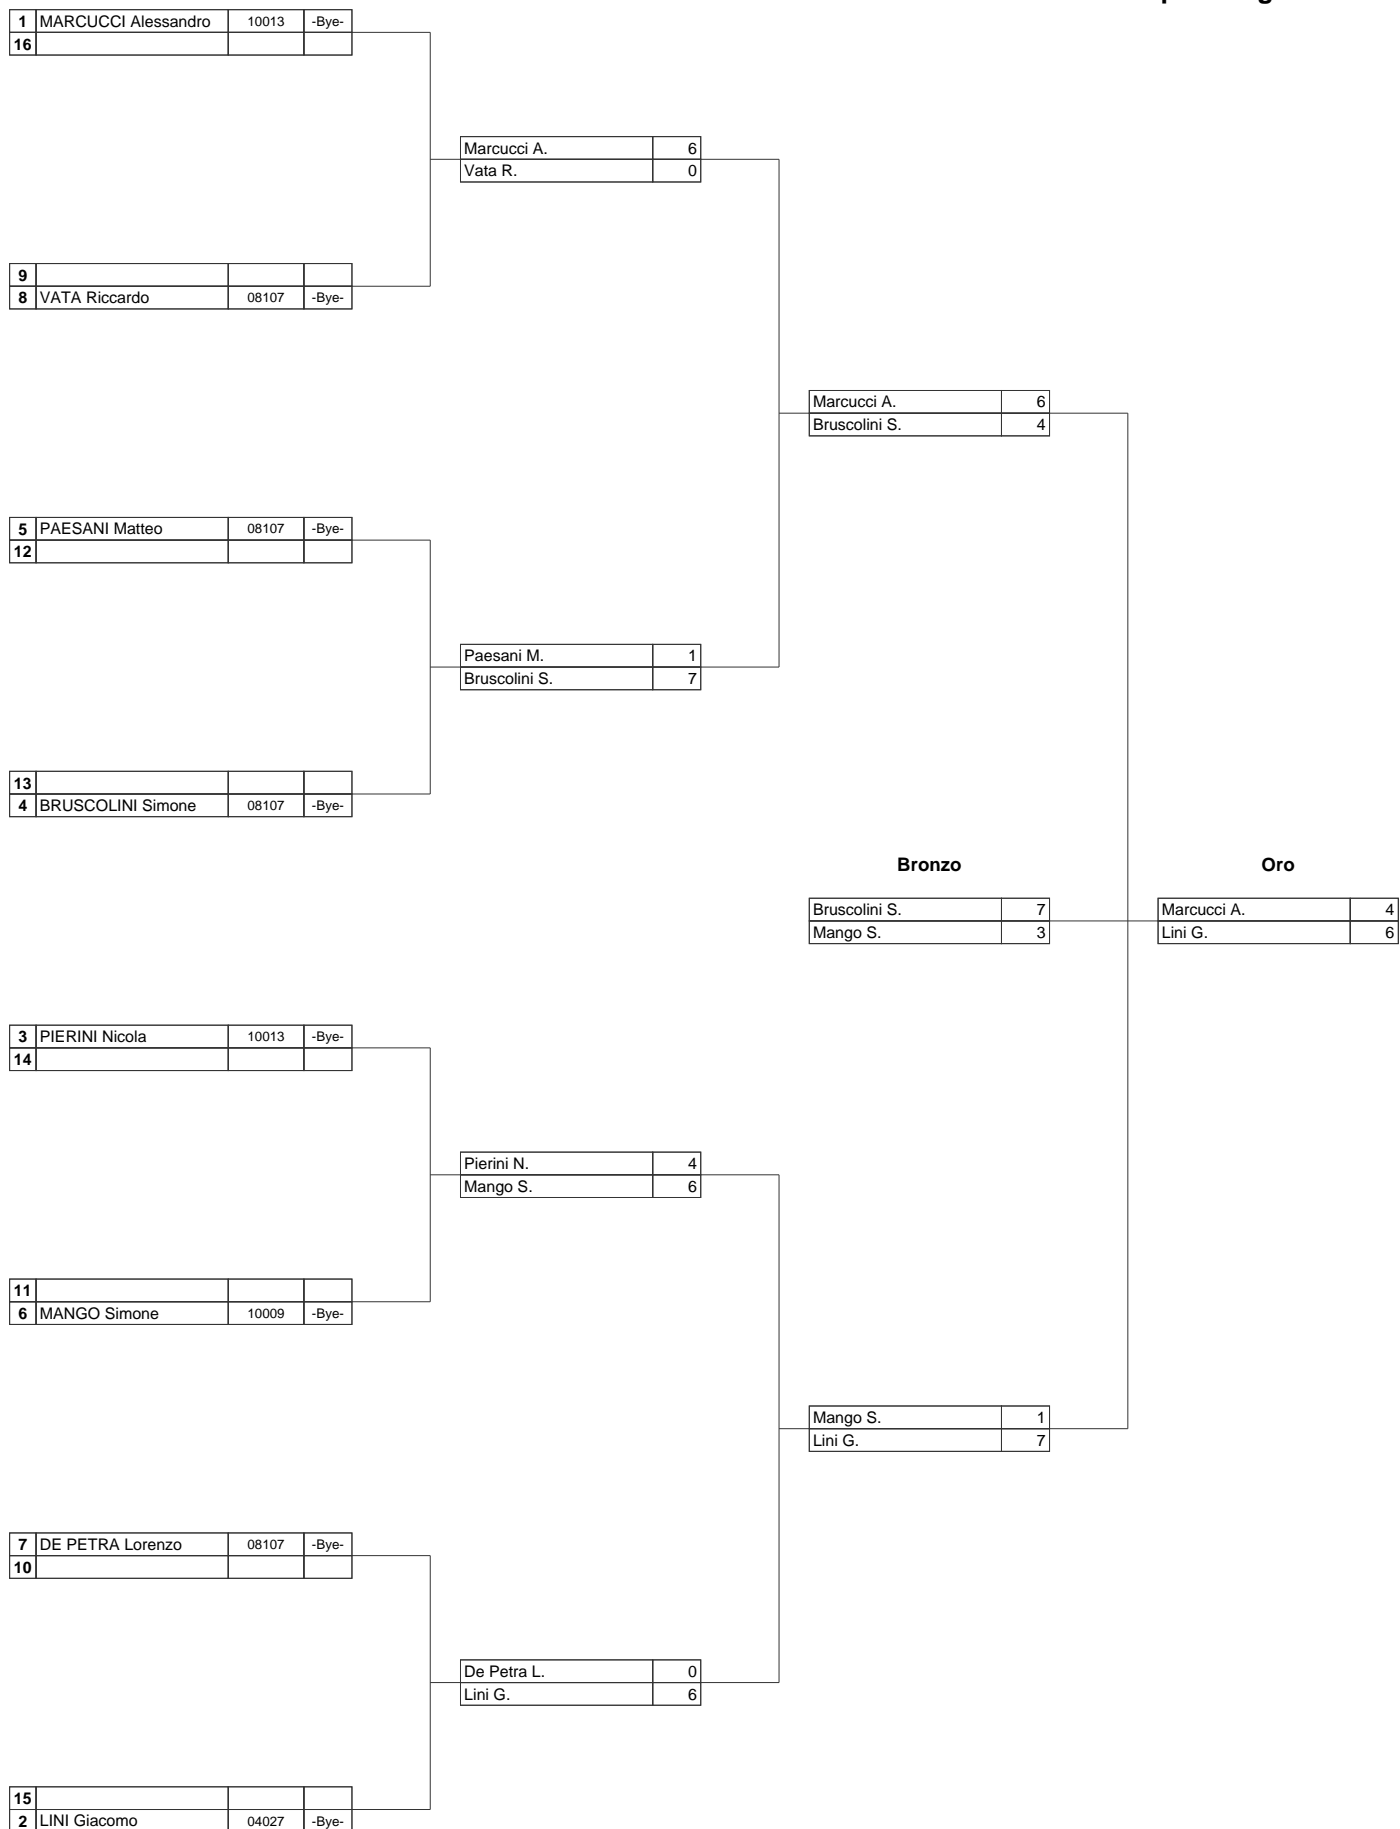 1 MARCUCCI Alessandro 10013 -Bye-
16
Marcucci A. 6
Vata R. 0
9
8 VATA Riccardo 08107 -Bye-
Marcucci A. 6
Bruscolini S. 4
5 PAESANI Matteo 08107 -Bye-
12
Paesani M. 1
Bruscolini S. 7
13
4 BRUSCOLINI Simone 08107 -Bye-
Bronzo Oro
Bruscolini S. 7 Marcucci A. 4
Mango S. 3 Lini G. 6
3 PIERINI Nicola 10013 -Bye-
14
Pierini N. 4
Mango S. 6
11
6 MANGO Simone 10009 -Bye-
Mango S. 1
Lini G. 7
7 DE PETRA Lorenzo 08107 -Bye-
10
De Petra L. 0
Lini G. 6
15
2 LINI Giacomo 04027 -Bye-